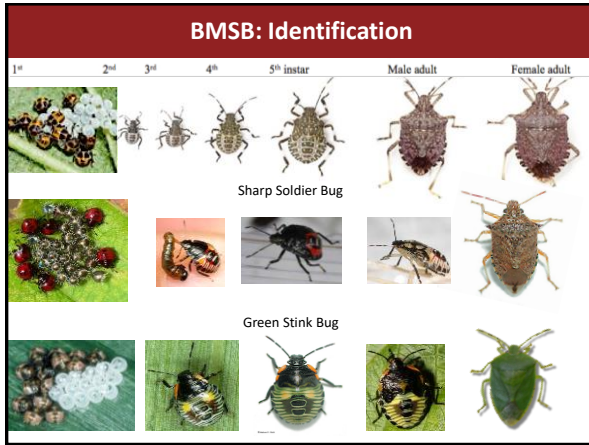 BMSB: Identification
1st 2nd 3rd 4th 5th instar Male adult Female adult
Sharp Soldier Bug
Green Stink Bug